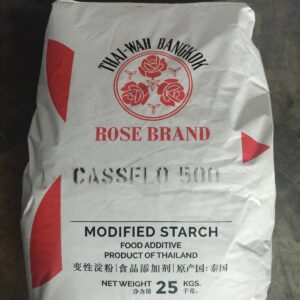 THAI-WAH BANGKOK
ROSE BRAND
CASSFLO 500
MODIFIED STARCH
FOOD ADDITIVE
PRODUCT OF THAILAND
变性淀粉|食品添加剂|原产国:泰国
NET WEIGHT 25 KGS.
净含量 千克.